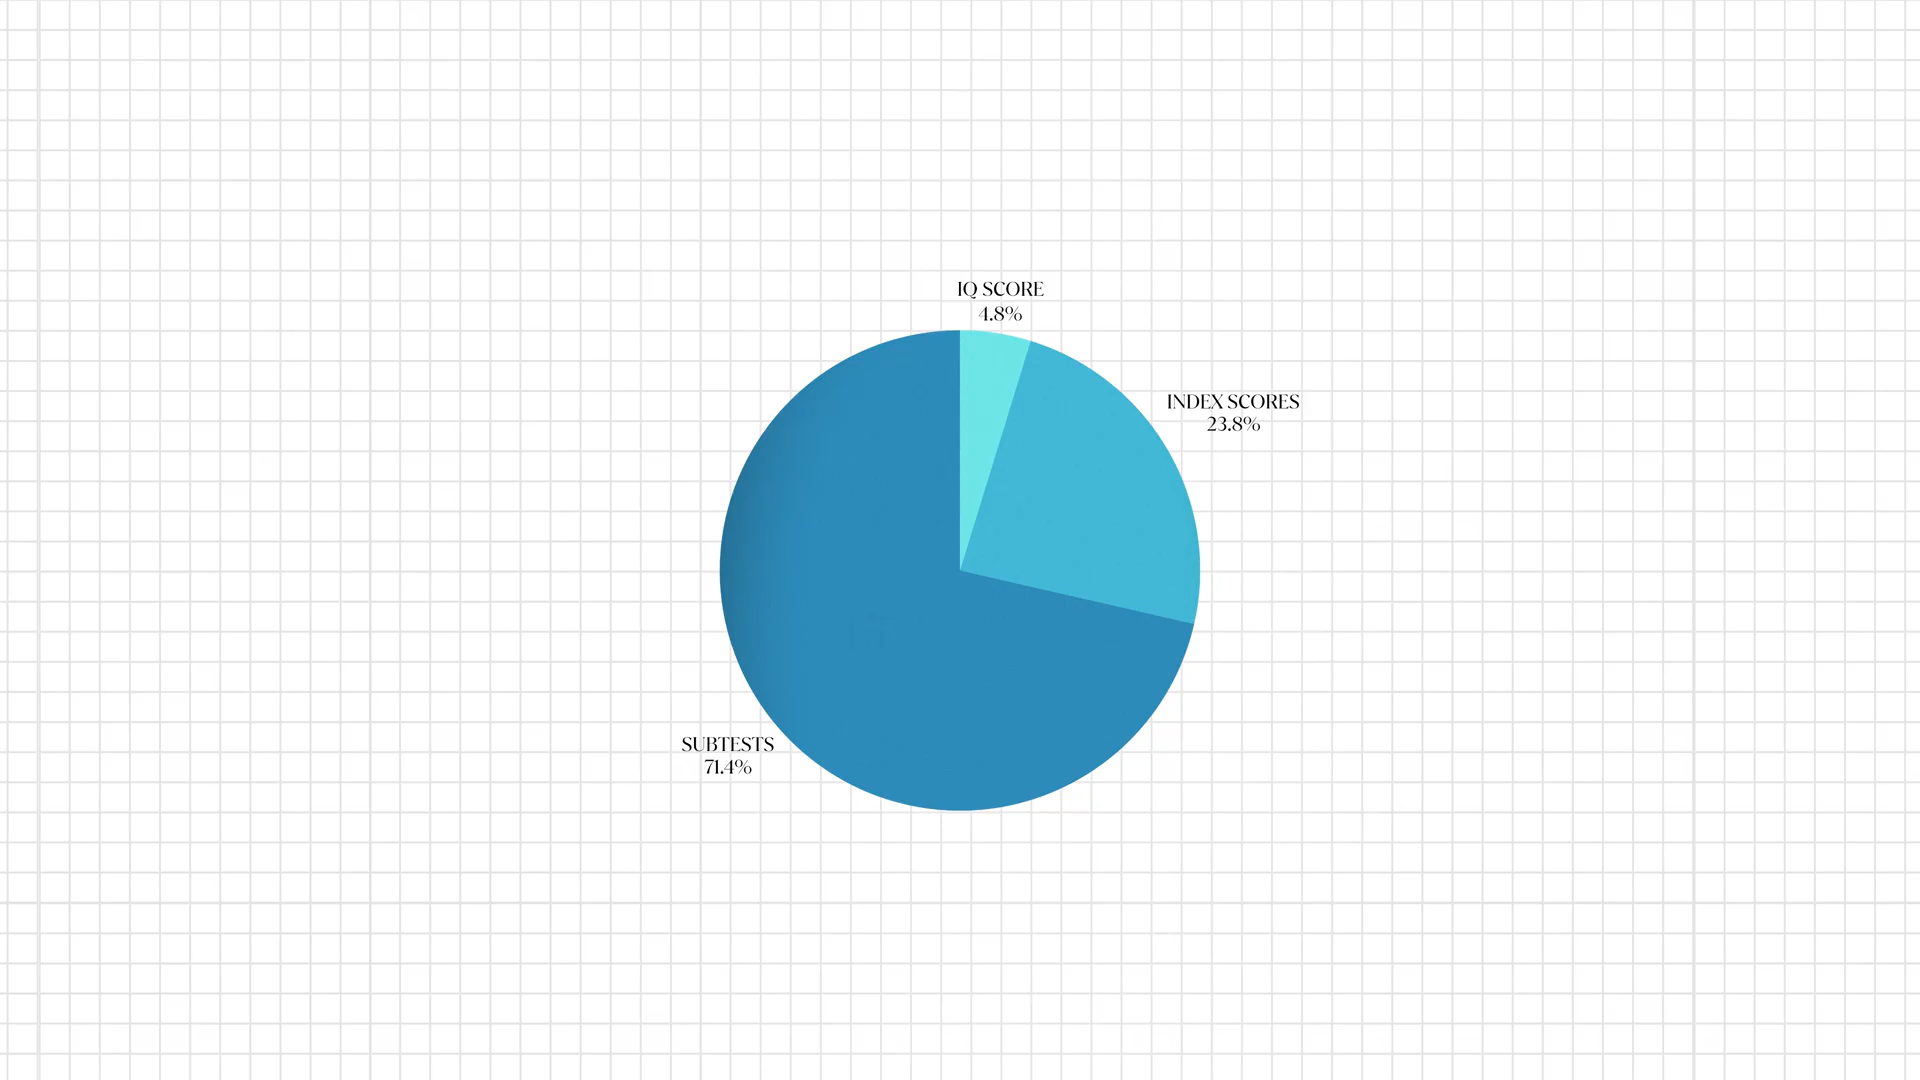 IQ SCORE
4.8%
INDEX SCORES
23.8%
SUBTESTS
71.4%